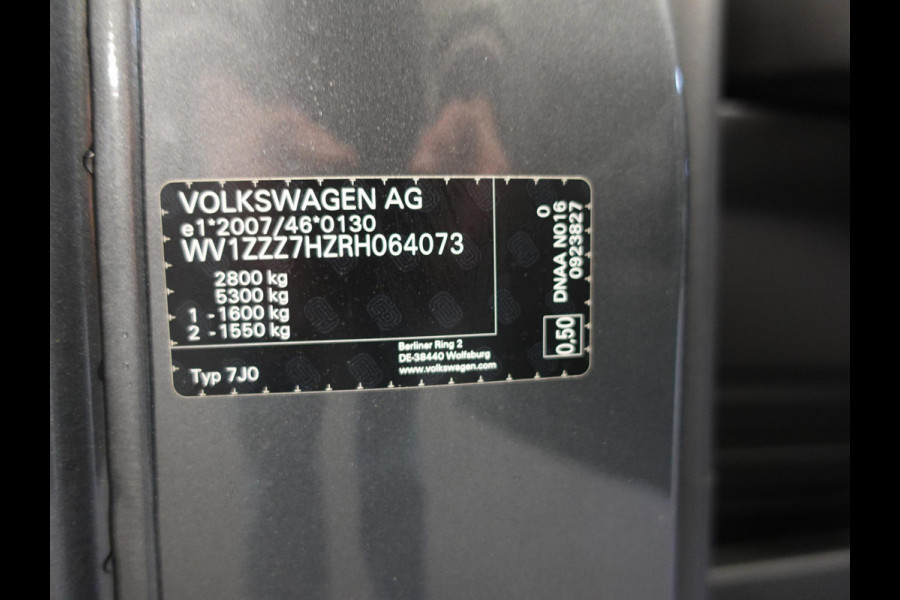 VOLKSWAGEN AG
e1*2007/46*0130
WV1ZZZ7HZRH064073
2800 kg
5300 kg
1 - 1600 kg
2 - 1550 kg
Typ 7J0
Berliner Ring 2
DE-38440 Wolfsburg
www.volkswagen.com
0
DNAA N016
0923827
0,50